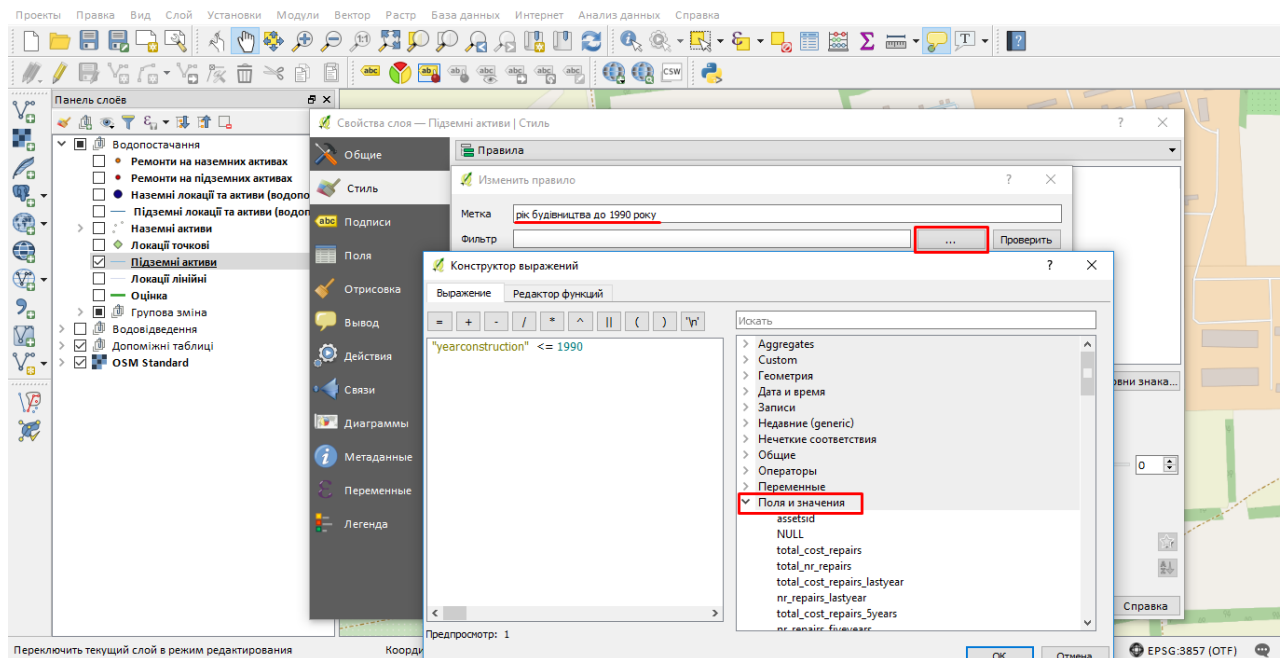 Проекты Правка Вид Слой Установки Модули Вектор Растр База данных Интернет Анализ данных Справка
abc
CSW
Панель слоёв
Водопостачання
Ремонти на наземних активах
Ремонти на підземних активах
Наземні локації та активи (водопо
Підземні локації та активи (водоп
Наземні активи
Локації точкові
Підземні активи
Локації лінійні
Оцінка
Групова зміна
Водовідведення
Допоміжні таблиці
OSM Standard
Свойства слоя — Підземні активи | Стиль
Общие
Стиль
Подписи
Поля
Отрисовка
Вывод
Действия
Связи
Диаграммы
Метаданные
Переменные
Легенда
Правила
Изменить правило
Метка рік будівництва до 1990 року
Фильтр ... Проверить
Конструктор выражений
Выражение Редактор функций
= + - / * ^ || ( ) '\n'
"yearconstruction" <= 1990
Предпросмотр: 1
Искать
Aggregates
Custom
Геометрия
Дата и время
Записи
Недавние (generic)
Нечеткие соответствия
Общие
Операторы
Переменные
Поля и значения
assetsid
NULL
total_cost_repairs
total_nr_repairs
total_cost_repairs_lastyear
nr_repairs_lastyear
total_cost_repairs_5years
nr_repairs_fiveyears
OK Отмена
овни знака...
0
Справка
Переключить текущий слой в режим редактирования Коорди EPSG:3857 (OTF)